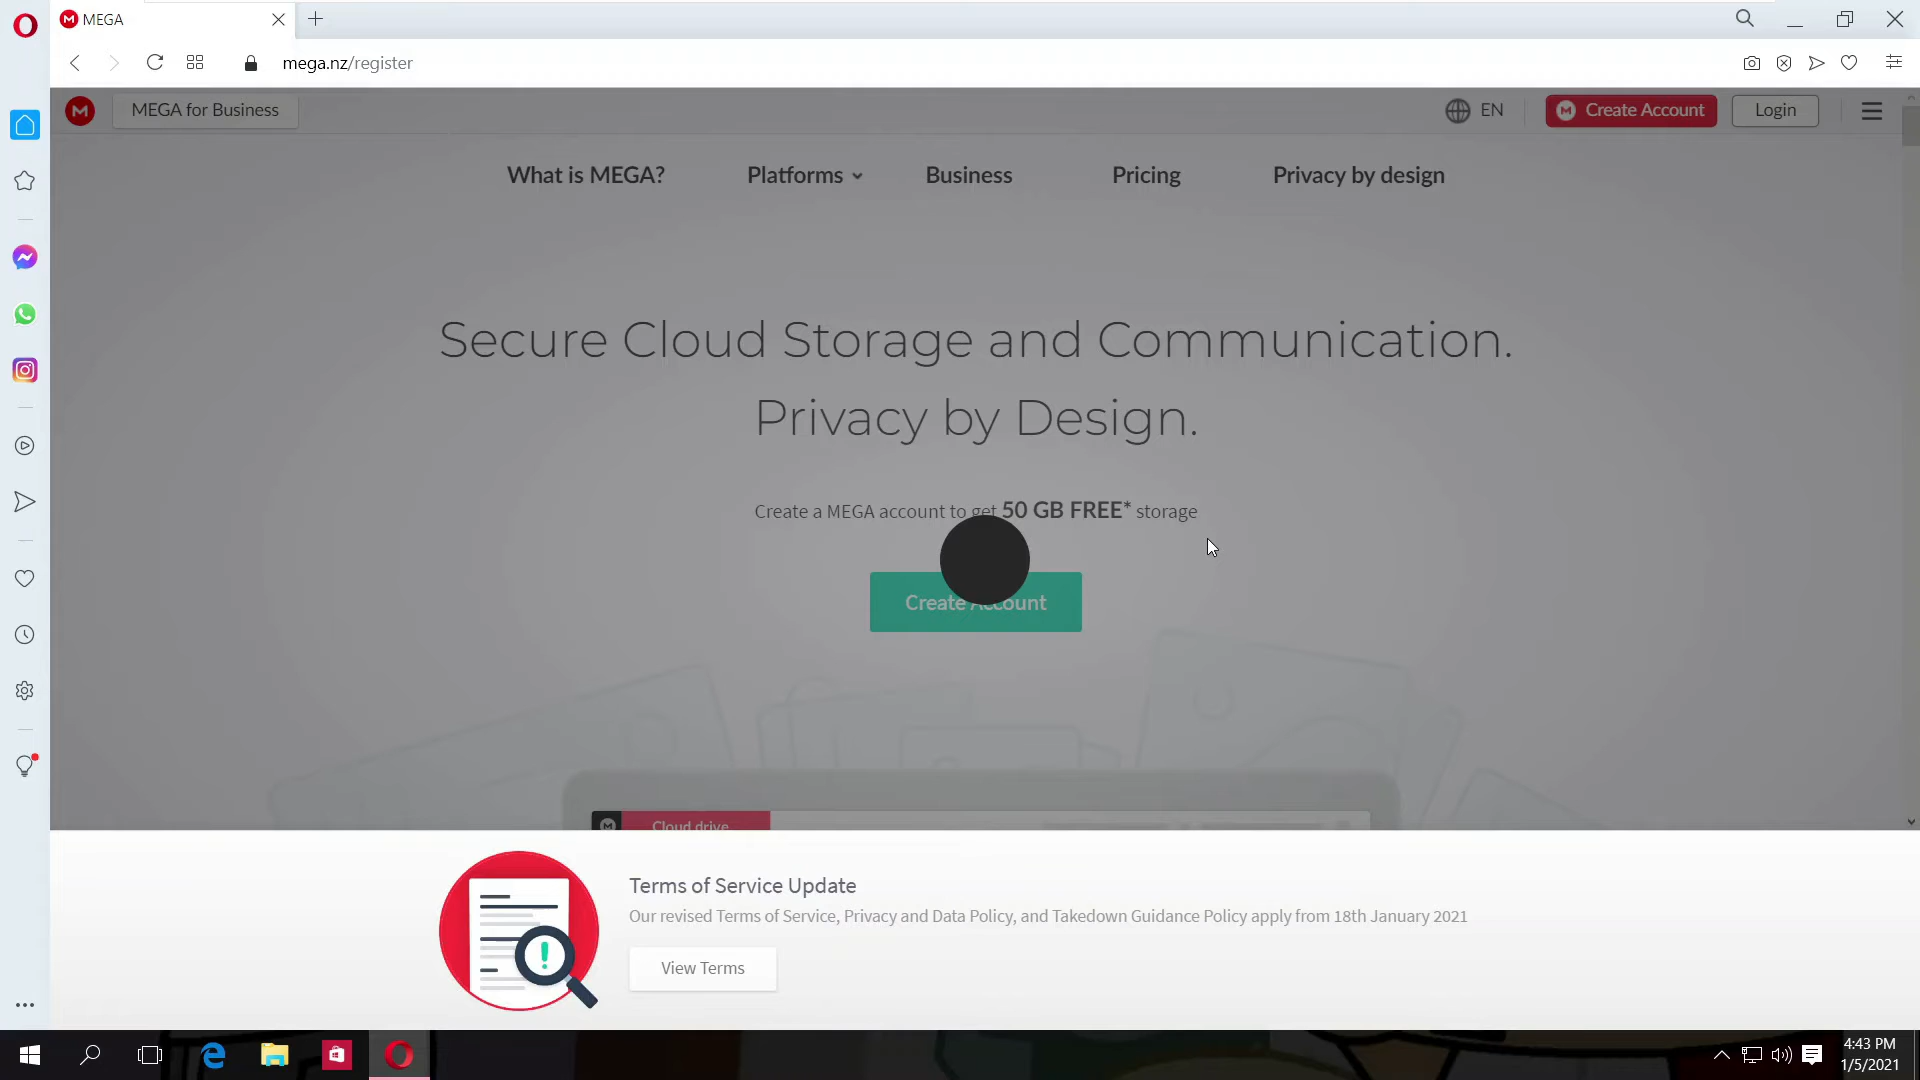 MEGA
mega.nz/register
MEGA for Business
EN
Create Account
Login
What is MEGA?
Platforms
Business
Pricing
Privacy by design
Secure Cloud Storage and Communication.
Privacy by Design.
Create a MEGA account to get 50 GB FREE* storage
Create Account
Cloud drive
Terms of Service Update
Our revised Terms of Service, Privacy and Data Policy, and Takedown Guidance Policy apply from 18th January 2021
View Terms
4:43 PM
1/5/2021